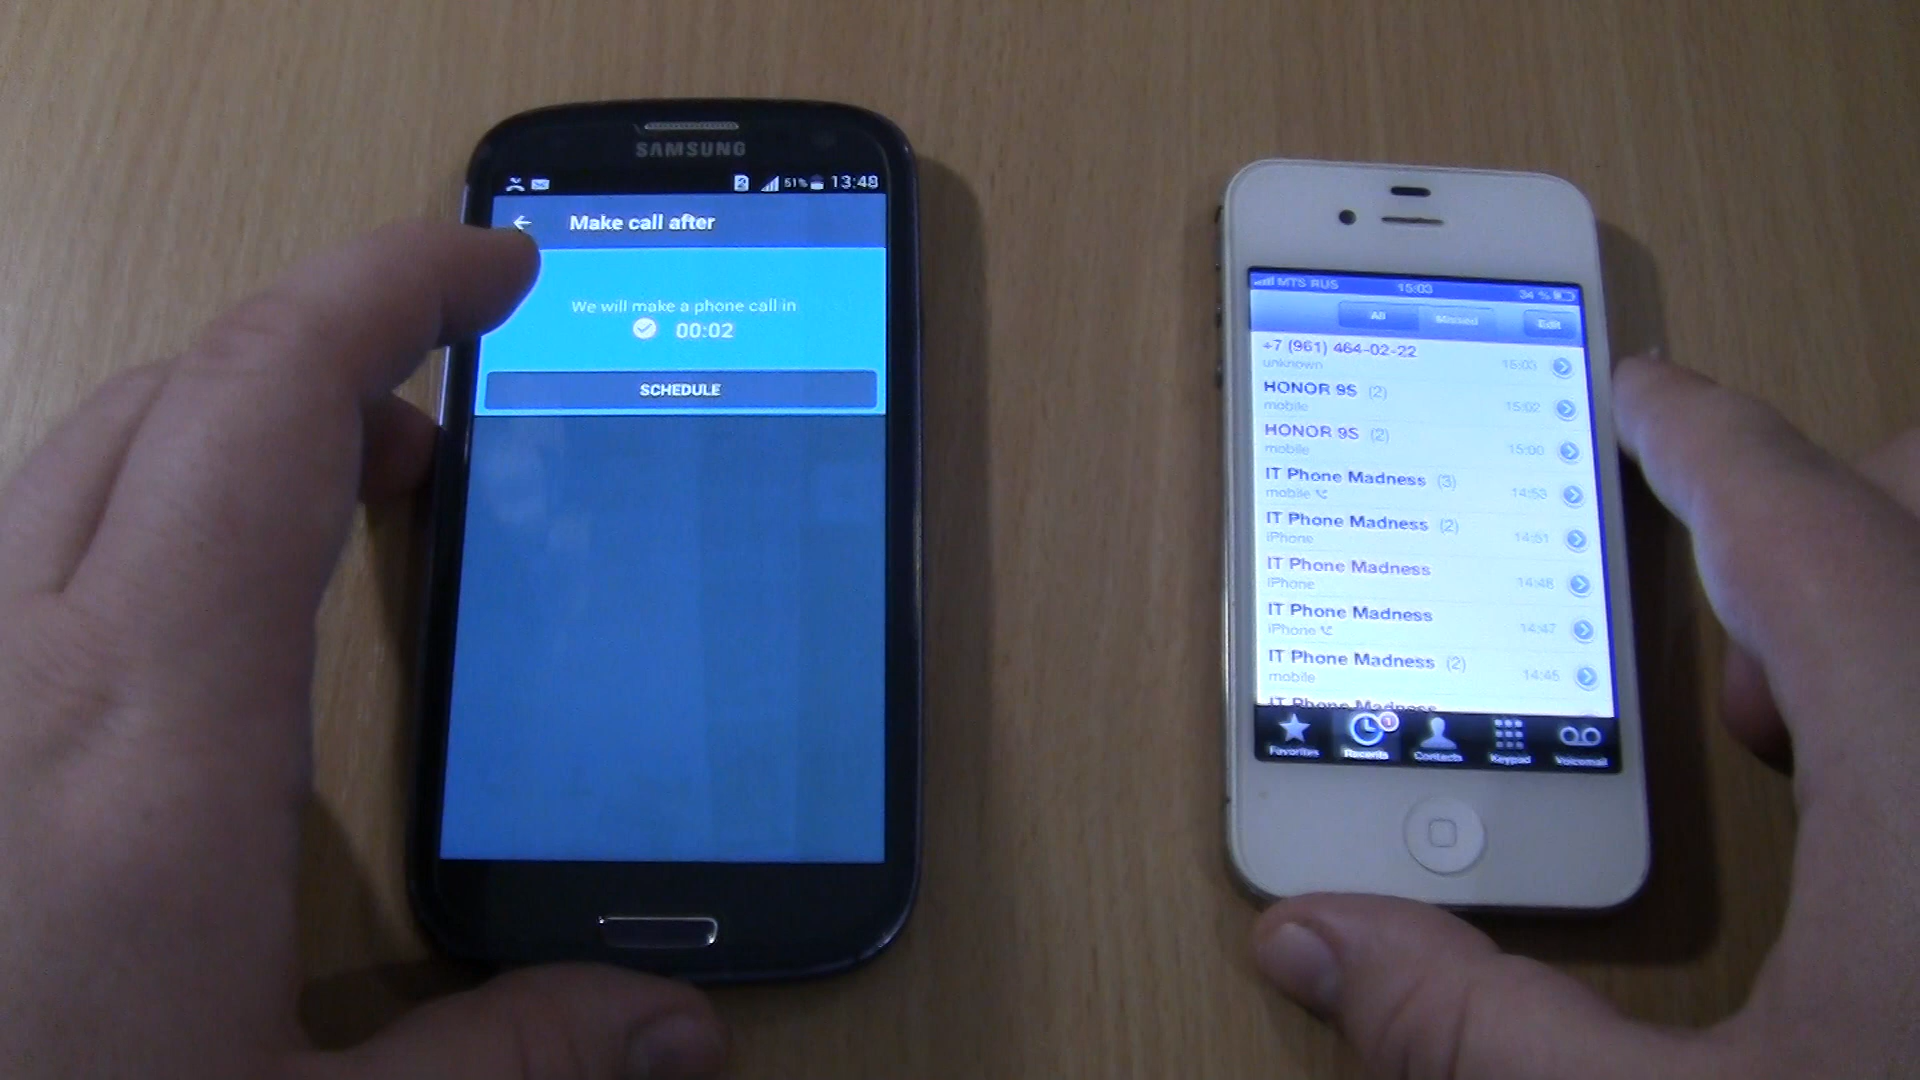 SAMSUNG
51% 13:48
Make call after
We will make a phone call in
00:02
SCHEDULE
MTS RUS 15:03 34 %
All Missed Edit
+7 (961) 464-02-22
unknown 15:03
HONOR 9S (2)
mobile 15:02
HONOR 9S (2)
mobile 15:00
IT Phone Madness (3)
mobile 14:53
IT Phone Madness (2)
iPhone 14:51
IT Phone Madness
iPhone 14:48
IT Phone Madness
iPhone 14:47
IT Phone Madness (2)
mobile 14:45
IT Phone Madness
1
Favorites Recents Contacts Keypad Voicemail